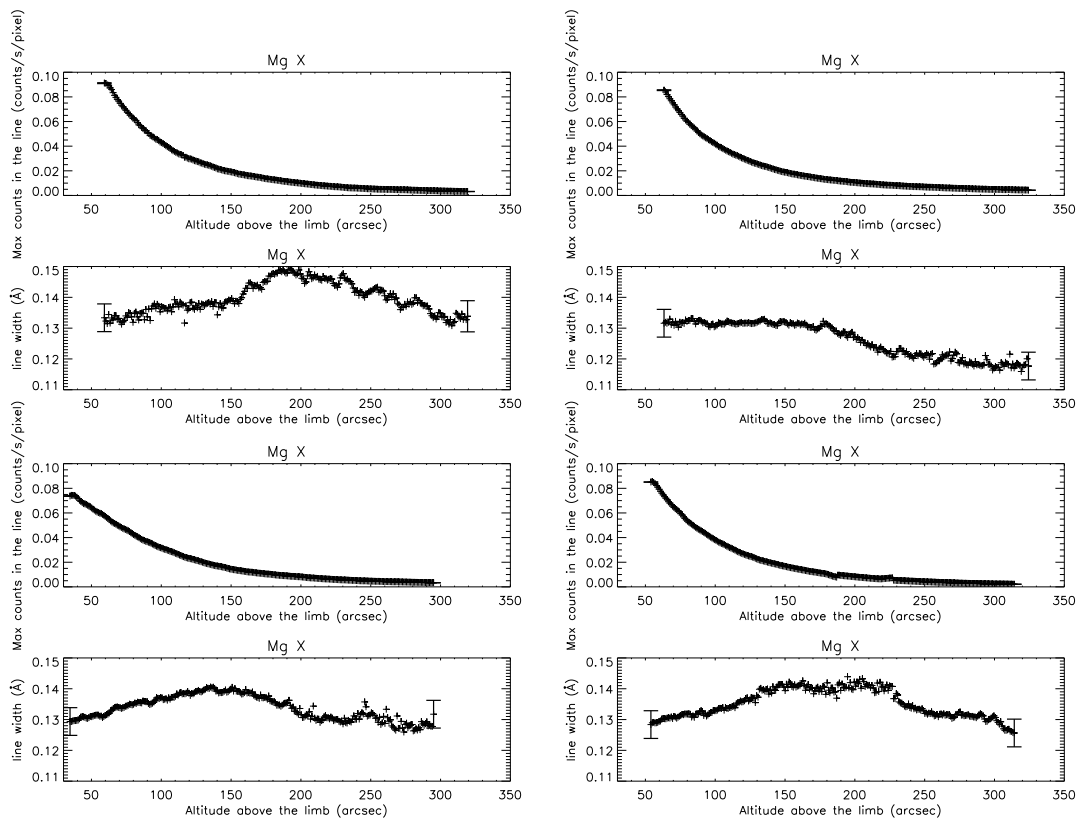 Mg X
Max counts in the line (counts/s/pixel)
0.10
0.08
0.06
0.04
0.02
0.00
50 100 150 200 250 300 350
Altitude above the limb (arcsec)
Mg X
Max counts in the line (counts/s/pixel)
0.10
0.08
0.06
0.04
0.02
0.00
50 100 150 200 250 300 350
Altitude above the limb (arcsec)
Mg X
line width (Å)
0.15
0.14
0.13
0.12
0.11
50 100 150 200 250 300 350
Altitude above the limb (arcsec)
Mg X
line width (Å)
0.15
0.14
0.13
0.12
0.11
50 100 150 200 250 300 350
Altitude above the limb (arcsec)
Mg X
Max counts in the line (counts/s/pixel)
0.10
0.08
0.06
0.04
0.02
0.00
50 100 150 200 250 300 350
Altitude above the limb (arcsec)
Mg X
Max counts in the line (counts/s/pixel)
0.10
0.08
0.06
0.04
0.02
0.00
50 100 150 200 250 300 350
Altitude above the limb (arcsec)
Mg X
line width (Å)
0.15
0.14
0.13
0.12
0.11
50 100 150 200 250 300 350
Altitude above the limb (arcsec)
Mg X
line width (Å)
0.15
0.14
0.13
0.12
0.11
50 100 150 200 250 300 350
Altitude above the limb (arcsec)